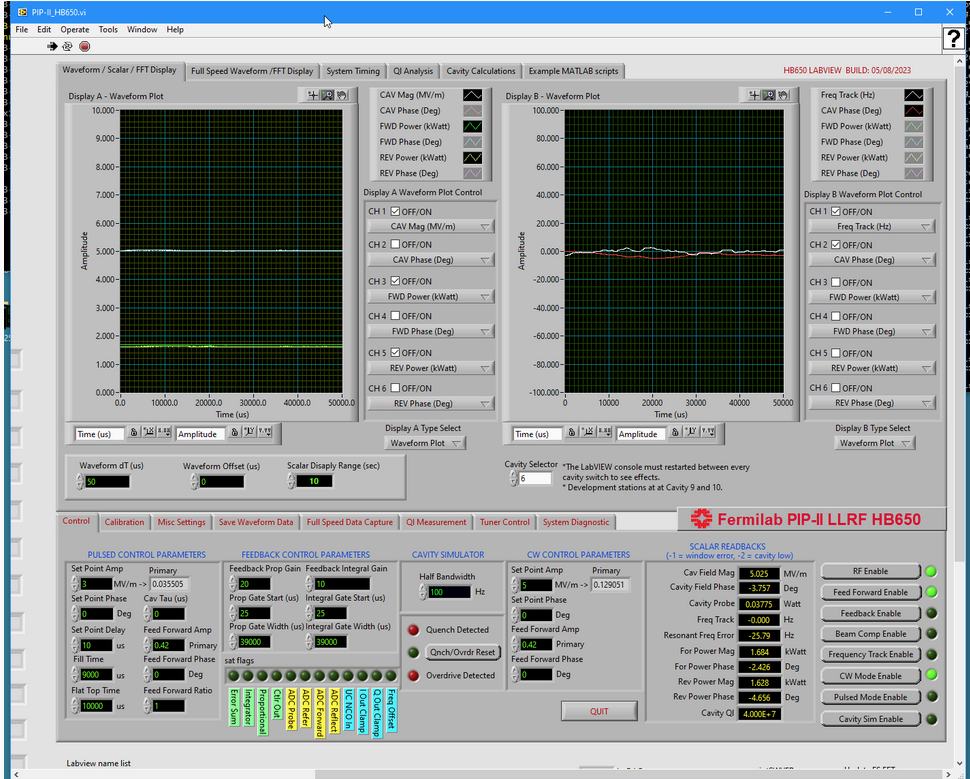 PIP-II_HB650.vi
File Edit Operate Tools Window Help
?
Waveform / Scalar / FFT Display
Full Speed Waveform /FFT Display
System Timing
QI Analysis
Cavity Calculations
Example MATLAB scripts
HB650 LABVIEW BUILD: 05/08/2023
Display A - Waveform Plot
10.000
9.000
8.000
7.000
6.000
5.000
4.000
3.000
2.000
1.000
0.000
Amplitude
0.0 10000.0 20000.0 30000.0 40000.0 50000.0
Time (us)
CAV Mag (MV/m)
CAV Phase (Deg)
FWD Power (kWatt)
FWD Phase (Deg)
REV Power (kWatt)
REV Phase (Deg)
Display A Waveform Plot Control
CH 1 OFF/ON
CAV Mag (MV/m)
CH 2 OFF/ON
CAV Phase (Deg)
CH 3 OFF/ON
FWD Power (kWatt)
CH 4 OFF/ON
FWD Phase (Deg)
CH 5 OFF/ON
REV Power (kWatt)
CH 6 OFF/ON
REV Phase (Deg)
Display A Type Select
Waveform Plot
Time (us)
Amplitude
Display B - Waveform Plot
100.000
80.000
60.000
40.000
20.000
0.000
-20.000
-40.000
-60.000
-80.000
-100.000
Amplitude
0 10000 20000 30000 40000 50000
Time (us)
Freq Track (Hz)
CAV Phase (Deg)
FWD Power (kWatt)
FWD Phase (Deg)
REV Power (kWatt)
REV Phase (Deg)
Display B Waveform Plot Control
CH 1 OFF/ON
Freq Track (Hz)
CH 2 OFF/ON
CAV Phase (Deg)
CH 3 OFF/ON
FWD Power (kWatt)
CH 4 OFF/ON
FWD Phase (Deg)
CH 5 OFF/ON
REV Power (kWatt)
CH 6 OFF/ON
REV Phase (Deg)
Display B Type Select
Waveform Plot
Time (us)
Amplitude
Waveform dT (us)
50
Waveform Offset (us)
0
Scalar Disaply Range (sec)
10
Cavity Selector
6
*The LabVIEW console must restarted between every
cavity switch to see effects.
* Development stations at at Cavity 9 and 10.
Control
Calibration
Misc Settings
Save Waveform Data
Full Speed Data Capture
QI Measurement
Tuner Control
System Diagnostic
Fermilab PIP-II LLRF HB650
PULSED CONTROL PARAMETERS
Set Point Amp
3 MV/m ->
Primary
0.035505
Set Point Phase
0 Deg
Cav Tau (us)
0
Set Point Delay
10 us
Feed Forward Amp
0.42 Primary
Fill Time
9000 us
Feed Forward Phase
0 Deg
Flat Top Time
10000 us
Feed Forward Ratio
1
FEEDBACK CONTROL PARAMETERS
Feedback Prop Gain
20
Feedback Integral Gain
10
Prop Gate Start (us)
25
Integral Gate Start (us)
25
Prop Gate Width (us)
39000
Integral Gate Width (us)
39000
sat flags
Error Sum
Integrator
Proportional
Ctlr Out
ADC Probe
ADC Refer
ADC Forward
ADC Reflect
UC NCO In
I Out Clamp
Q Out Clamp
Freq Offset
CAVITY SIMULATOR
Half Bandwidth
100 Hz
Quench Detected
Qnch/Ovrdr Reset
Overdrive Detected
CW CONTROL PARAMETERS
Set Point Amp
5 MV/m ->
Primary
0.129051
Set Point Phase
0 Deg
Feed Forward Amp
0.42 Primary
Feed Forward Phase
0 Deg
QUIT
SCALAR READBACKS
(-1 = window error, -2 = cavity low)
Cav Field Mag 5.025 MV/m
Cavity Field Phase -3.757 Deg
Cavity Probe 0.03775 Watt
Freq Track -0.000 Hz
Resonant Freq Error -25.79 Hz
For Power Mag 1.684 kWatt
For Power Phase -2.426 Deg
Rev Power Mag 1.628 kWatt
Rev Power Phase -4.656 Deg
Cavity QI 4.000E+7
RF Enable
Feed Forward Enable
Feedback Enable
Beam Comp Enable
Frequency Track Enable
CW Mode Enable
Pulsed Mode Enable
Cavity Sim Enable
Labview name list